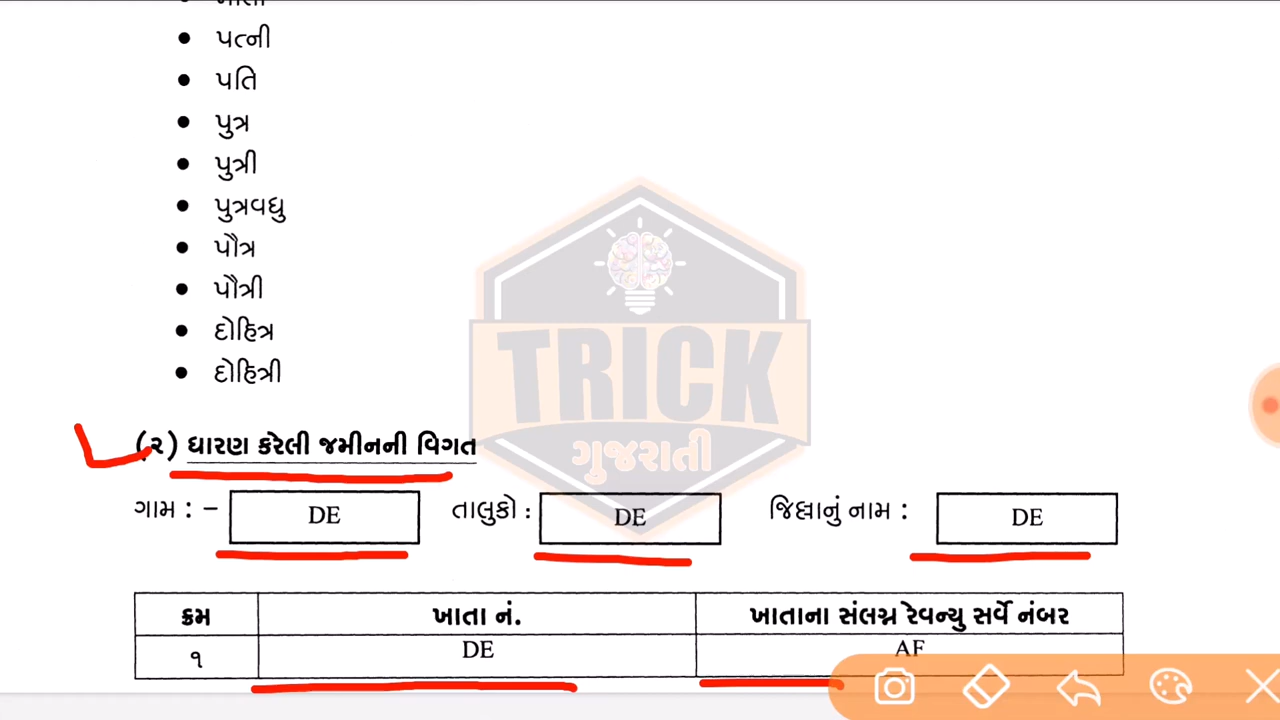 પત્ની
પતિ
પુત્ર
પુત્રી
પુત્રવધુ
પૌત્ર
પૌત્રી
દોહિત્ર
દોહિત્રી
TRICK
ગુજરાતી
(૨) ધારણ કરેલી જમીનની વિગત
ગામ : – DE તાલુકો : DE જિલ્લાનું નામ : DE
ક્રમ ખાતા નં. ખાતાના સંલગ્ન રેવન્યુ સર્વે નંબર
૧ DE AF